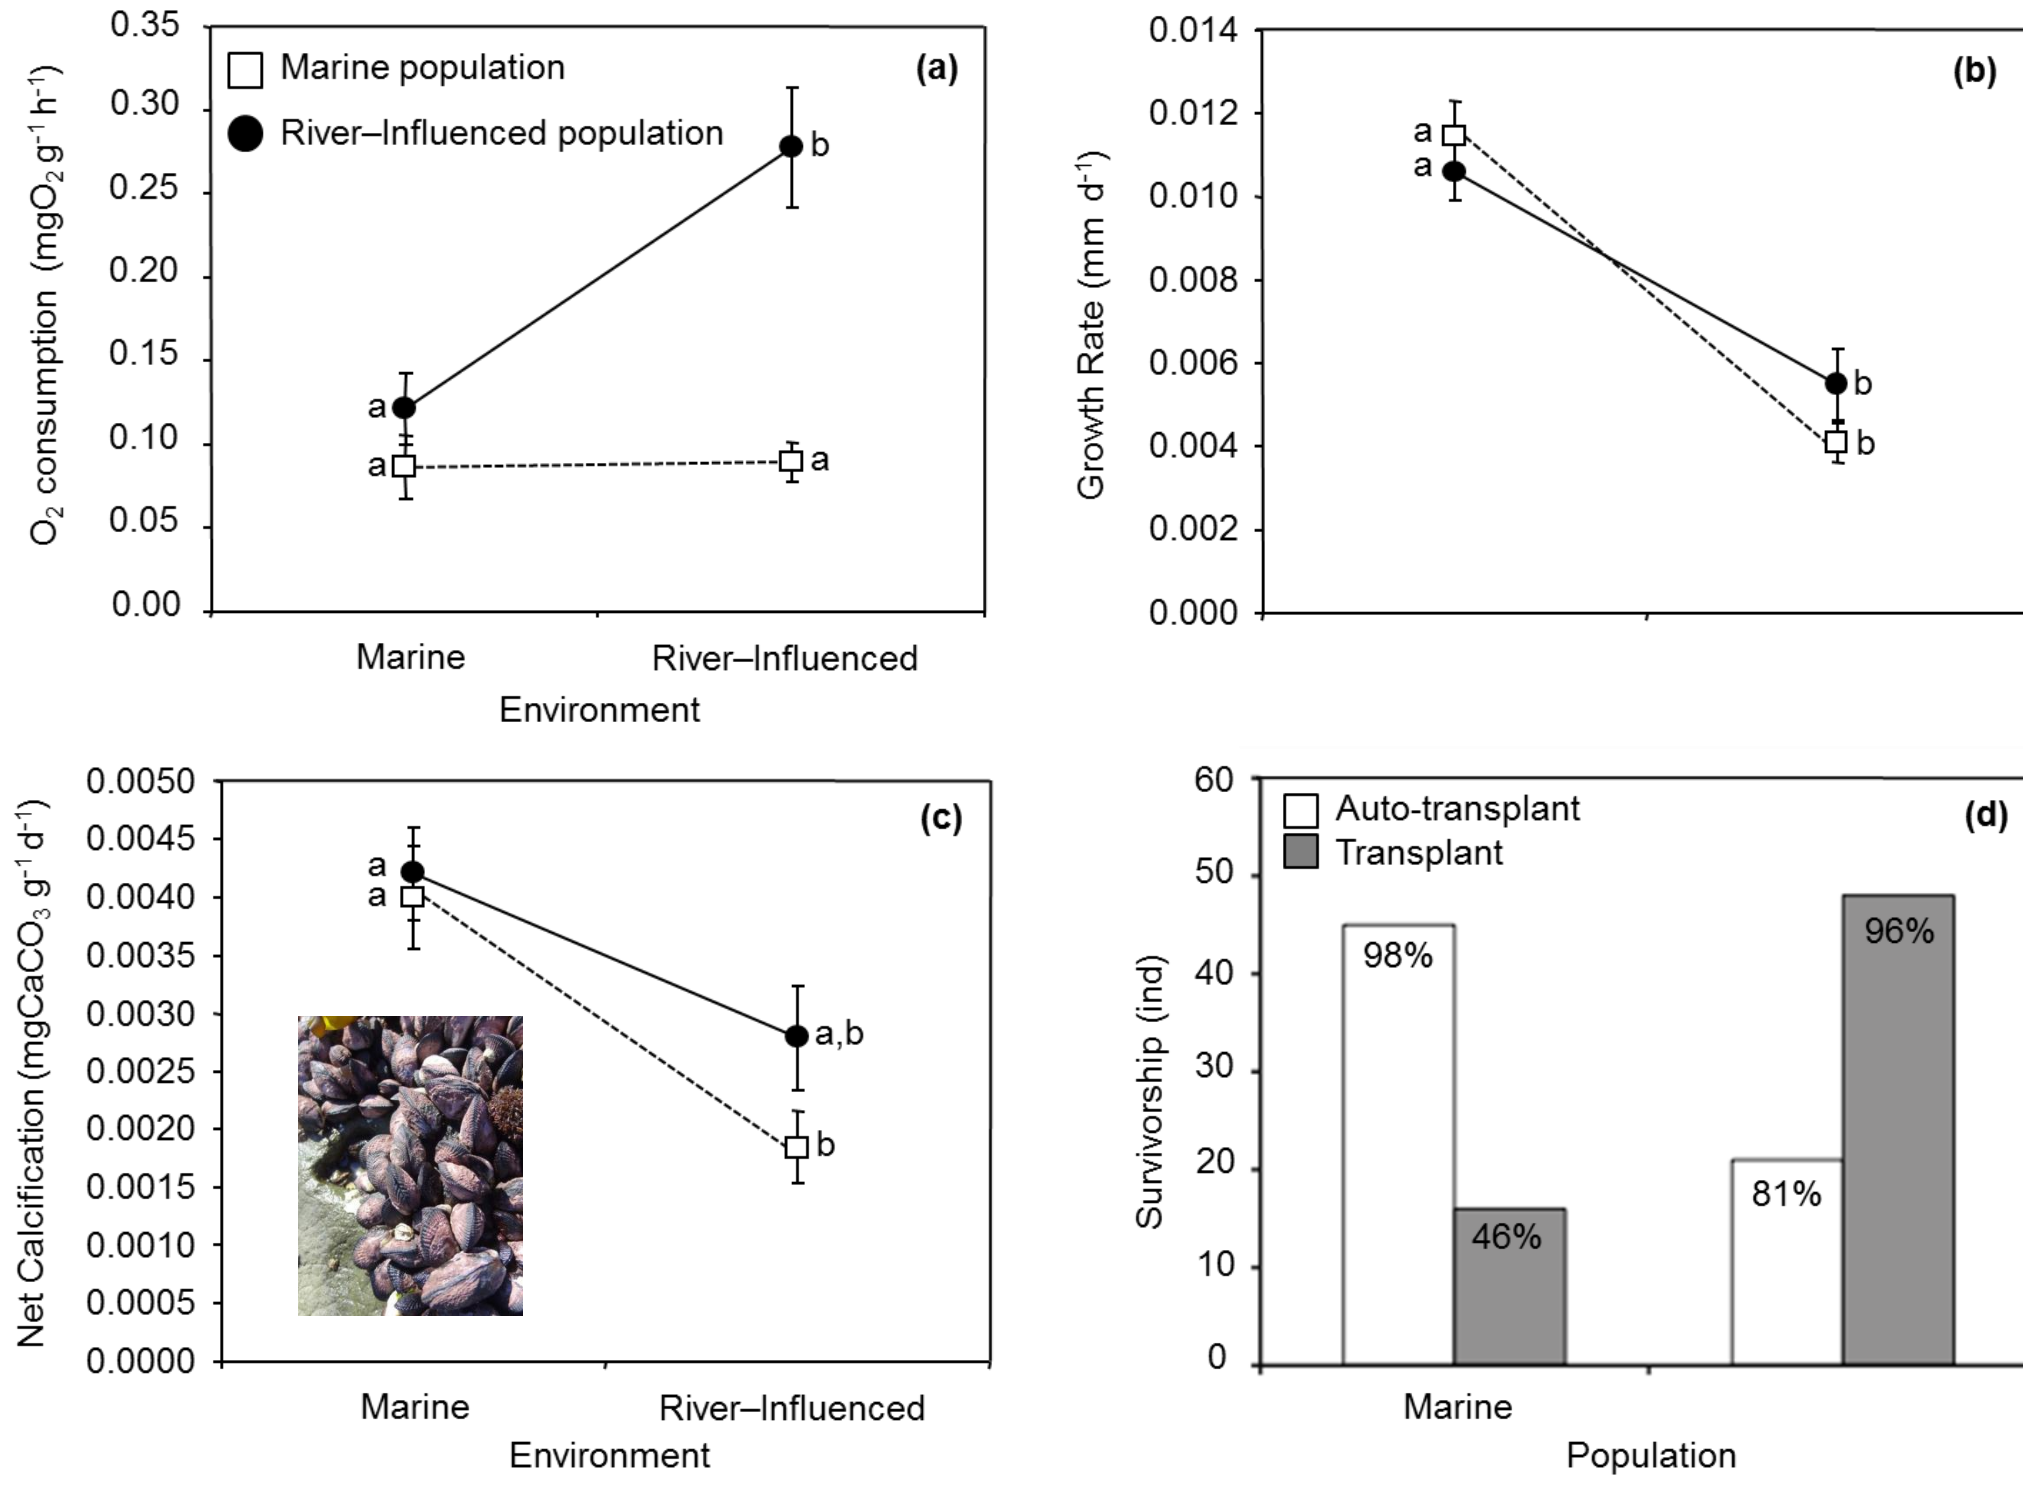 (a)
Marine population
River–Influenced population
O2 consumption (mgO2 g-1 h-1)
0.35
0.30
0.25
0.20
0.15
0.10
0.05
0.00
a
a
b
a
Marine River–Influenced
Environment
(b)
Growth Rate (mm d-1)
0.014
0.012
0.010
0.008
0.006
0.004
0.002
0.000
a
a
b
b
(c)
Net Calcification (mgCaCO3 g-1 d-1)
0.0050
0.0045
0.0040
0.0035
0.0030
0.0025
0.0020
0.0015
0.0010
0.0005
0.0000
a
a
a,b
b
Marine River–Influenced
Environment
(d)
Auto-transplant
Transplant
Survivorship (ind)
60
50
40
30
20
10
0
98%
46%
81%
96%
Marine
Population